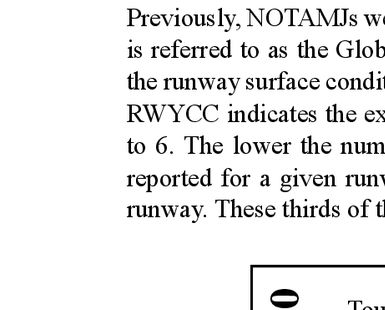 Previously, NOTAMJs we
is referred to as the Glob
the runway surface condit
RWYCC indicates the ex
to 6. The lower the num
reported for a given runw
runway. These thirds of th
0
Tou